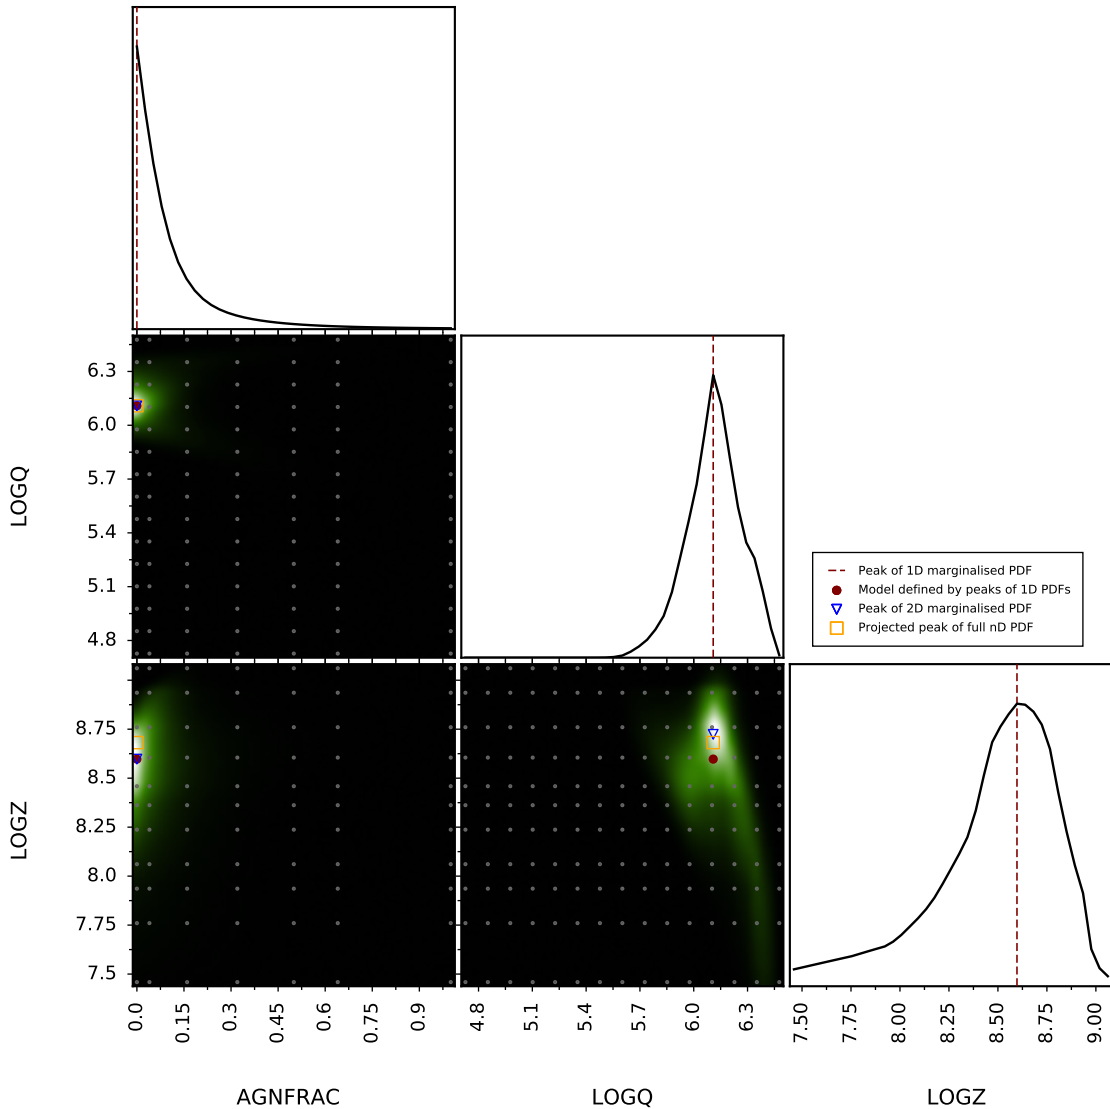 6.3
6.0
5.7
5.4
5.1
4.8
LOGQ
Peak of 1D marginalised PDF
Model defined by peaks of 1D PDFs
Peak of 2D marginalised PDF
Projected peak of full nD PDF
8.75
8.5
8.25
8.0
7.75
7.5
LOGZ
0.0 0.15 0.3 0.45 0.6 0.75 0.9
4.8 5.1 5.4 5.7 6.0 6.3
7.50 7.75 8.00 8.25 8.50 8.75 9.00
AGNFRAC LOGQ LOGZ